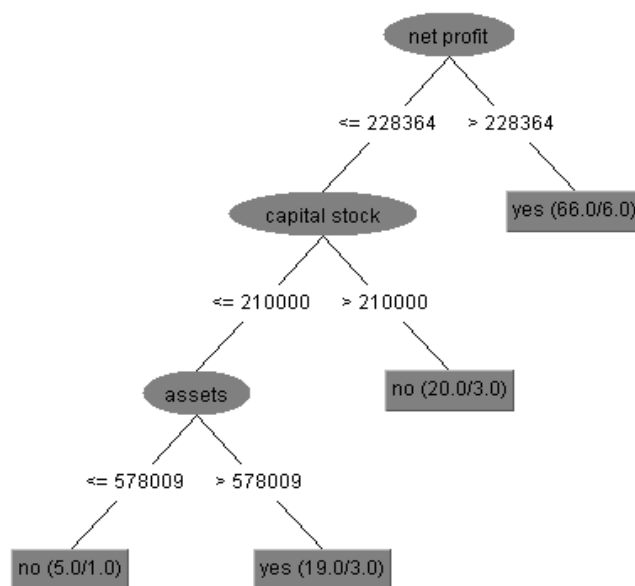 net profit
<= 228364
> 228364
capital stock
yes (66.0/6.0)
<= 210000
> 210000
assets
no (20.0/3.0)
<= 578009
> 578009
no (5.0/1.0)
yes (19.0/3.0)